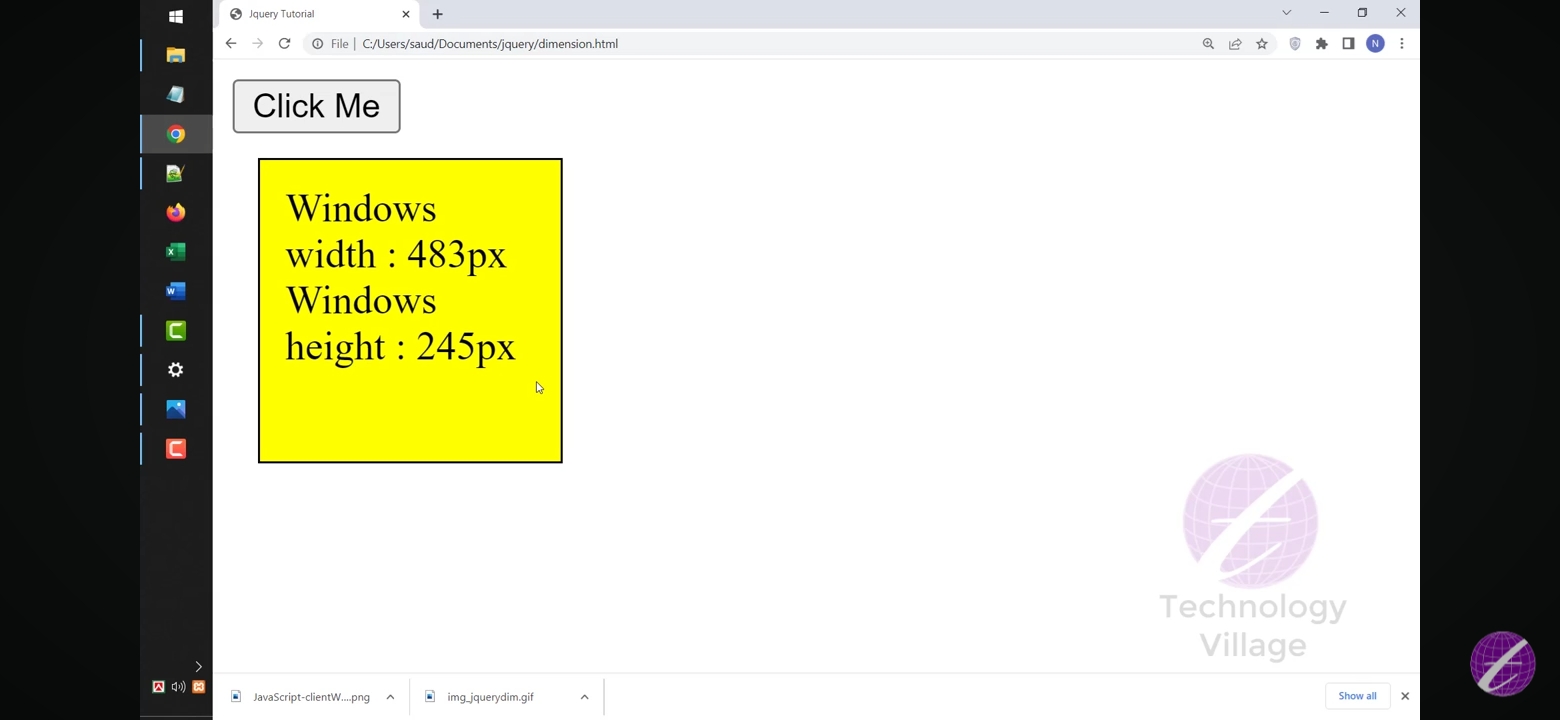 Jquery Tutorial
File
C:/Users/saud/Documents/jquery/dimension.html
N
Click Me
Windows
width : 483px
Windows
height : 245px
Technology
Village
JavaScript-clientW....png
img_jquerydim.gif
Show all